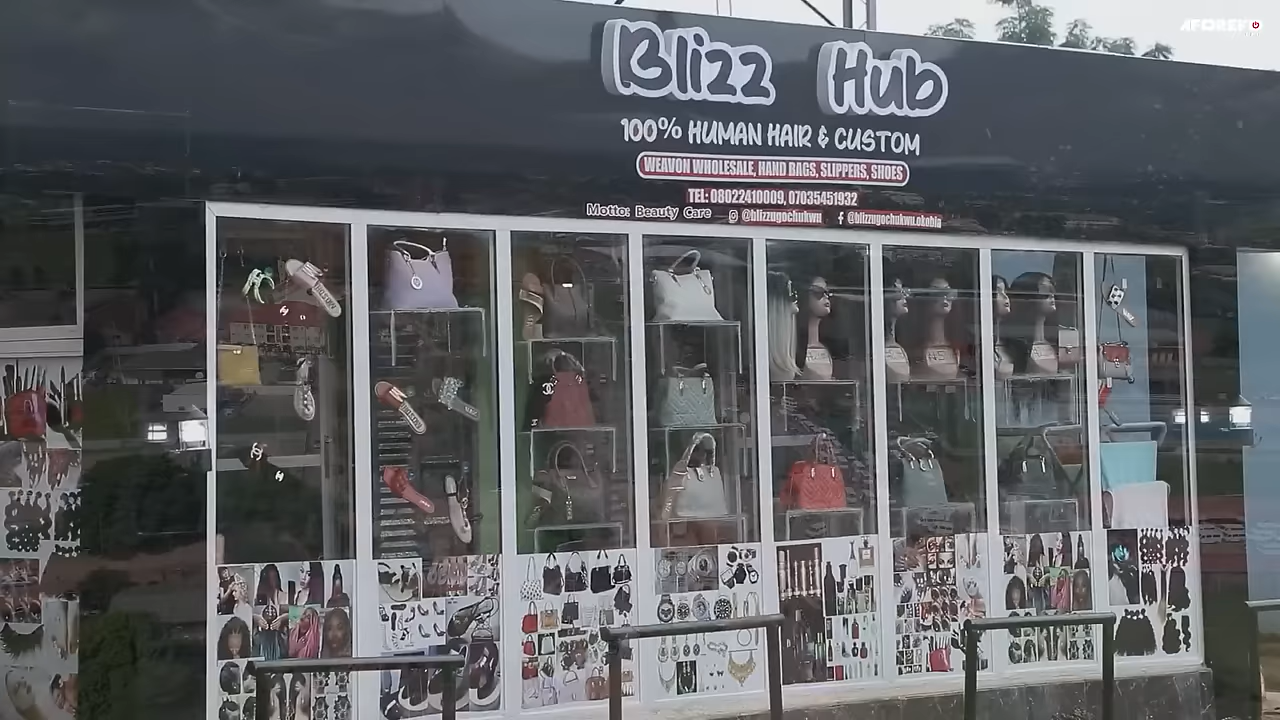 AFOREVO
Blizz Hub
100% HUMAN HAIR & CUSTOM
WEAVON WHOLESALE, HAND BAGS, SLIPPERS, SHOES
TEL: 08022410009, 07035451932
Motto: Beauty Care @blizzugochukwu @blizzugochukwu.okobia